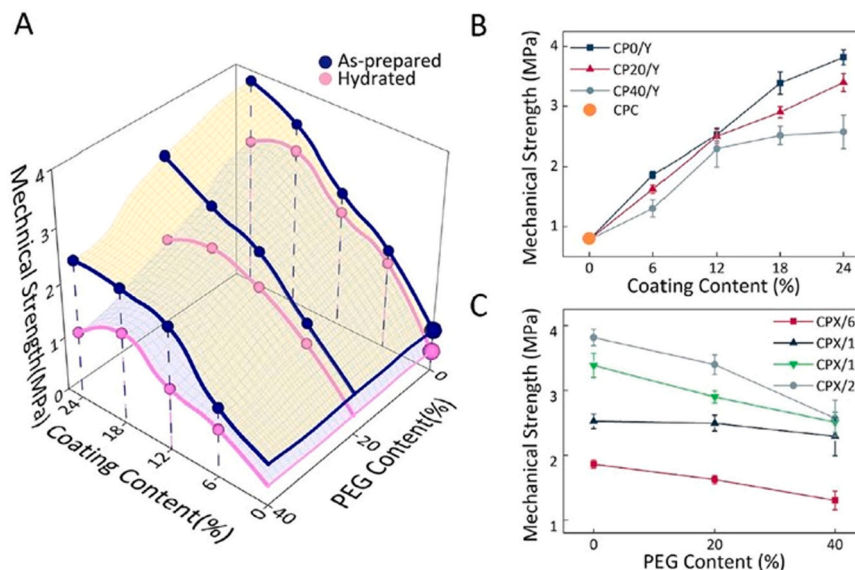 A
As-prepared
Hydrated
Mechnical Strength(MPa)
4
3
2
1
0
24
18
12
6
0
Coating Content(%)
40
20
0
PEG Content(%)
B
CP0/Y
CP20/Y
CP40/Y
CPC
Mechanical Strength (MPa)
4
3
2
1
0
6
12
18
24
Coating Content (%)
C
CPX/6
CPX/1
CPX/1
CPX/2
Mechanical Strength (MPa)
4
3
2
1
0
20
40
PEG Content (%)